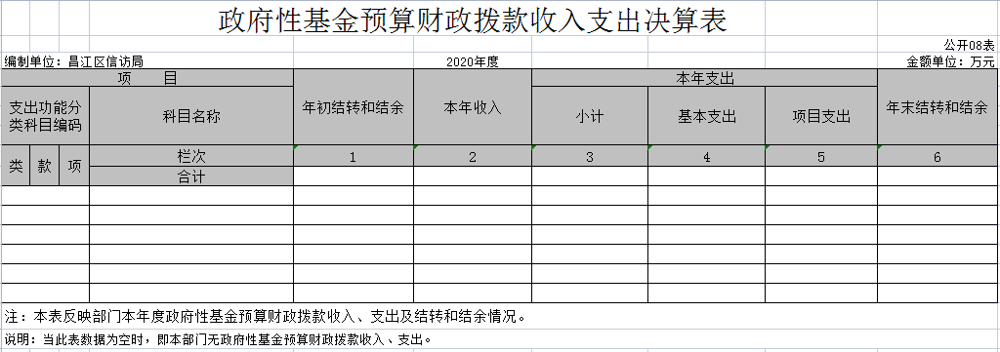 政府性基金预算财政拨款收入支出决算表
公开08表
编制单位：昌江区信访局 2020年度 金额单位：万元
项 目 年初结转和结余 本年收入 本年支出 年末结转和结余
支出功能分类科目编码 科目名称 小计 基本支出 项目支出
类 款 项 栏次 1 2 3 4 5 6
合计
注：本表反映部门本年度政府性基金预算财政拨款收入、支出及结转和结余情况。
说明：当此表数据为空时，即本部门无政府性基金预算财政拨款收入、支出。